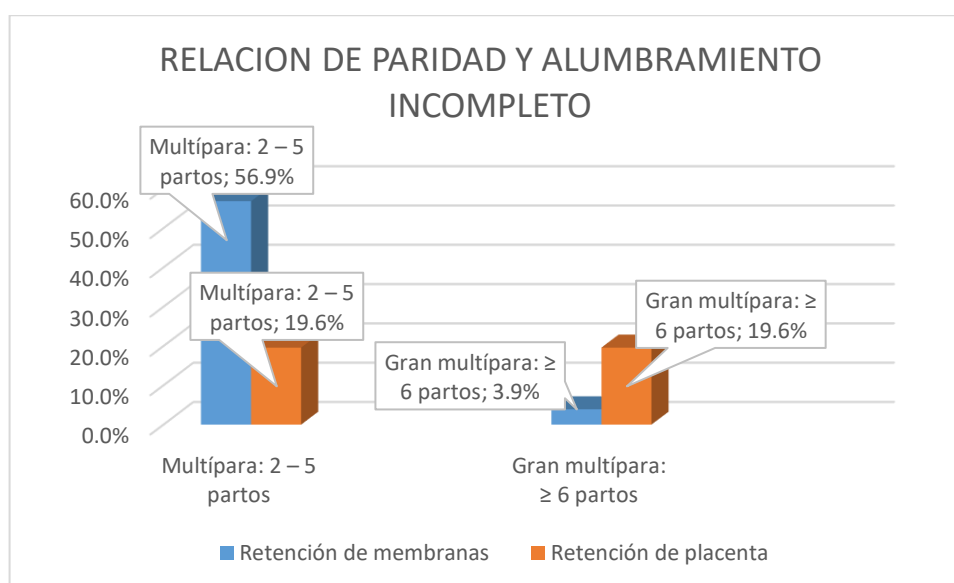 RELACION DE PARIDAD Y ALUMBRAMIENTO
INCOMPLETO
Multípara: 2 – 5
partos; 56.9%
60.0%
50.0%
40.0%
30.0%
20.0%
10.0%
0.0%
Multípara: 2 – 5
partos; 19.6%
Gran multípara: ≥
6 partos; 3.9%
Gran multípara: ≥
6 partos; 19.6%
Multípara: 2 – 5
partos
Gran multípara:
≥ 6 partos
Retención de membranas
Retención de placenta